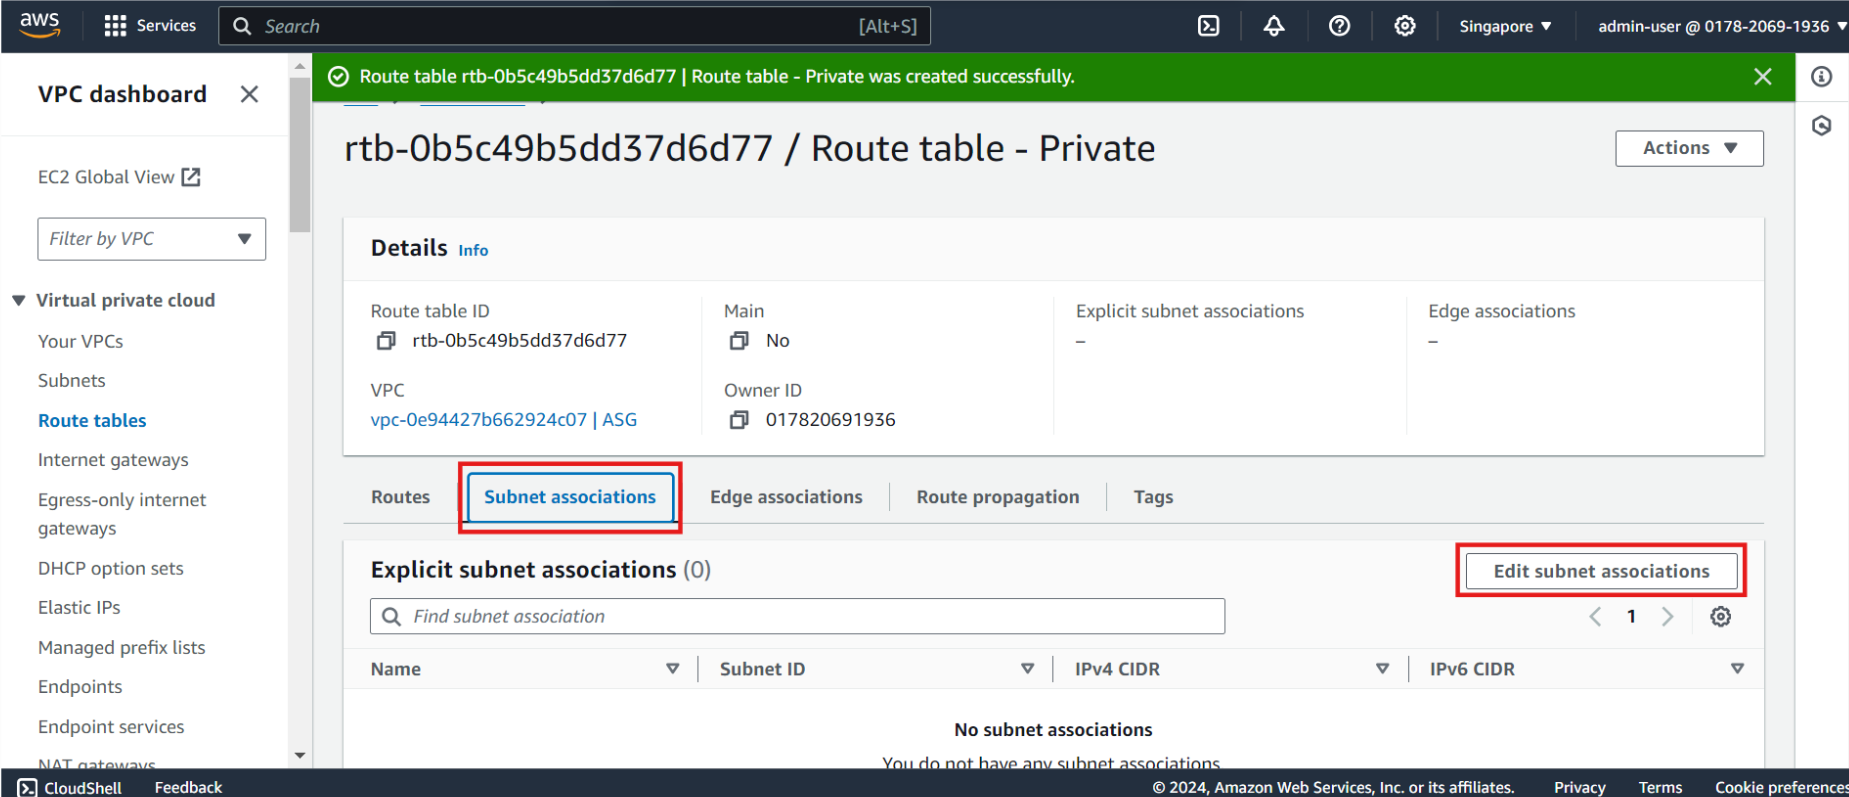 aws
Services
Search
[Alt+S]
Singapore ▼
admin-user @ 0178-2069-1936 ▼
VPC dashboard
EC2 Global View
Filter by VPC
Virtual private cloud
Your VPCs
Subnets
Route tables
Internet gateways
Egress-only internet
gateways
DHCP option sets
Elastic IPs
Managed prefix lists
Endpoints
Endpoint services
NAT gateways
Route table rtb-0b5c49b5dd37d6d77 | Route table - Private was created successfully.
rtb-0b5c49b5dd37d6d77 / Route table - Private
Actions ▼
Details Info
Route table ID
rtb-0b5c49b5dd37d6d77
Main
No
Explicit subnet associations
–
Edge associations
–
VPC
vpc-0e94427b662924c07 | ASG
Owner ID
017820691936
Routes
Subnet associations
Edge associations
Route propagation
Tags
Explicit subnet associations (0)
Edit subnet associations
Find subnet association
1
Name
Subnet ID
IPv4 CIDR
IPv6 CIDR
No subnet associations
You do not have any subnet associations
CloudShell
Feedback
© 2024, Amazon Web Services, Inc. or its affiliates.
Privacy
Terms
Cookie preferences